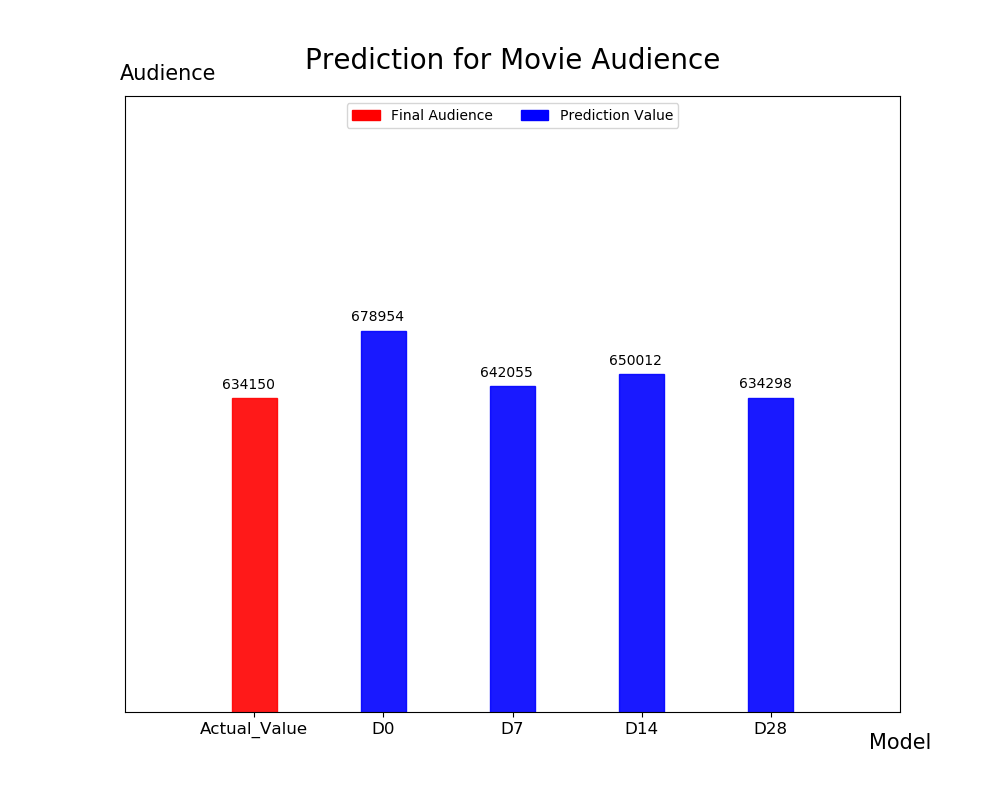 Prediction for Movie Audience
Audience
Final Audience
Prediction Value
678954
650012
642055
634150
634298
Actual_Value
D0
D7
D14
D28
Model